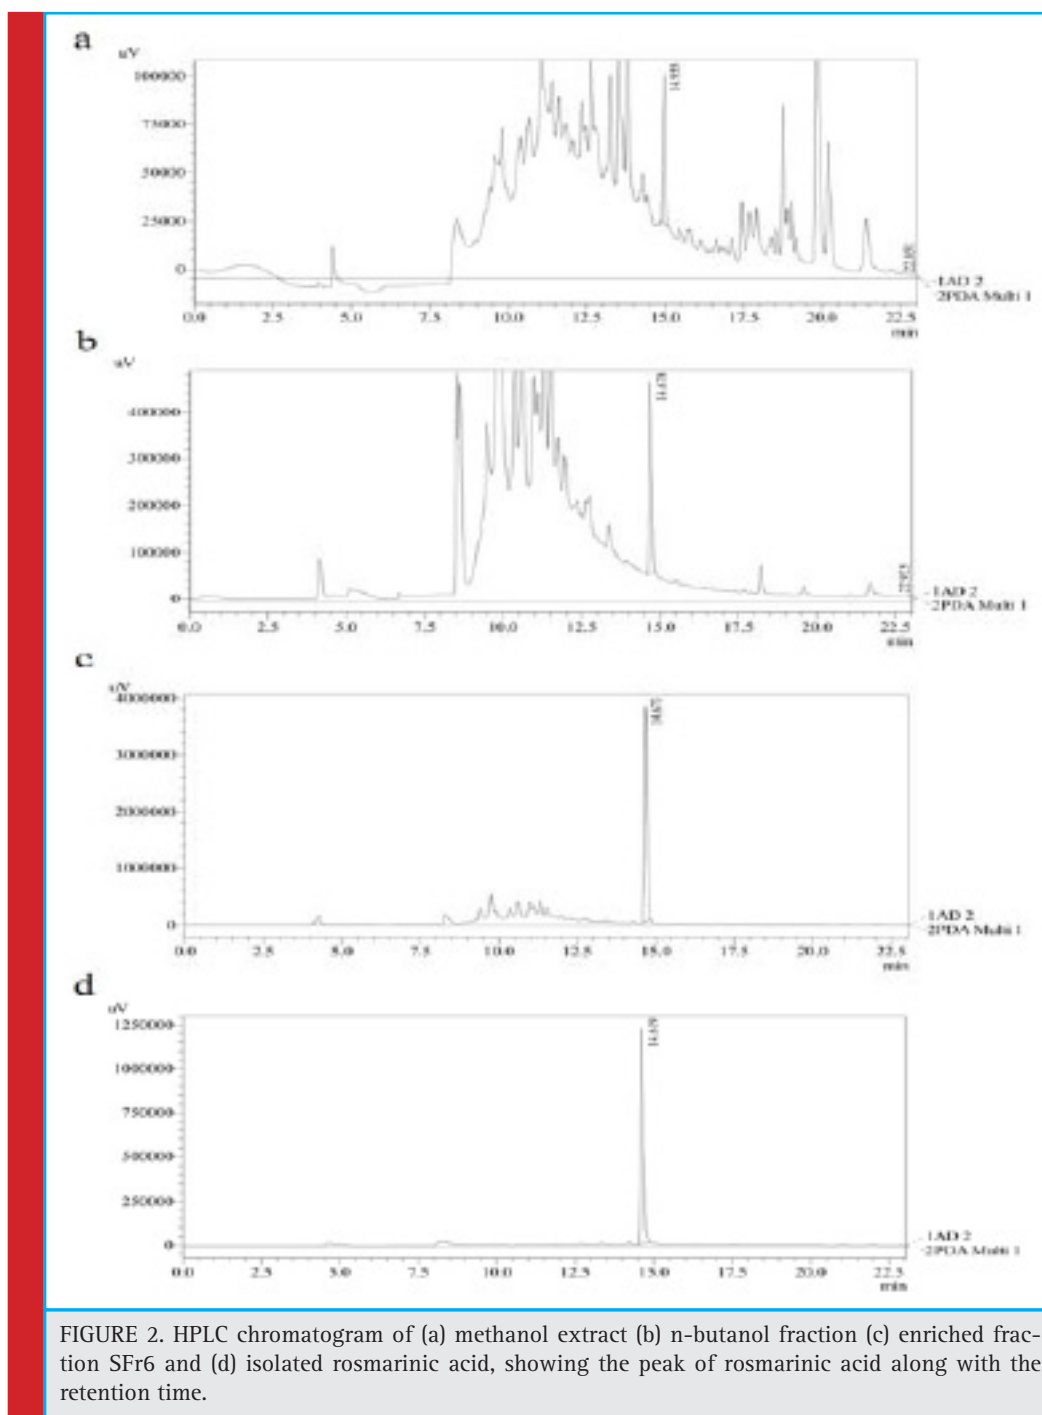 a
uV
100000
75000
50000
25000
0
0.0 2.5 5.0 7.5 10.0 12.5 15.0 17.5 20.0 22.5
min
1AD 2
2PDA Multi 1
b
uV
14.678
400000
300000
200000
100000
0
0.0 2.5 5.0 7.5 10.0 12.5 15.0 17.5 20.0 22.5
min
1AD 2
2PDA Multi 1
c
uV
4000000
3000000
2000000
1000000
0
0.0 2.5 5.0 7.5 10.0 12.5 15.0 17.5 20.0 22.5
min
1AD 2
2PDA Multi 1
d
uV
1250000
1000000
750000
500000
250000
0
0.0 2.5 5.0 7.5 10.0 12.5 15.0 17.5 20.0 22.5
min
1AD 2
2PDA Multi 1
FIGURE 2. HPLC chromatogram of (a) methanol extract (b) n-butanol fraction (c) enriched frac-
tion SFr6 and (d) isolated rosmarinic acid, showing the peak of rosmarinic acid along with the
retention time.